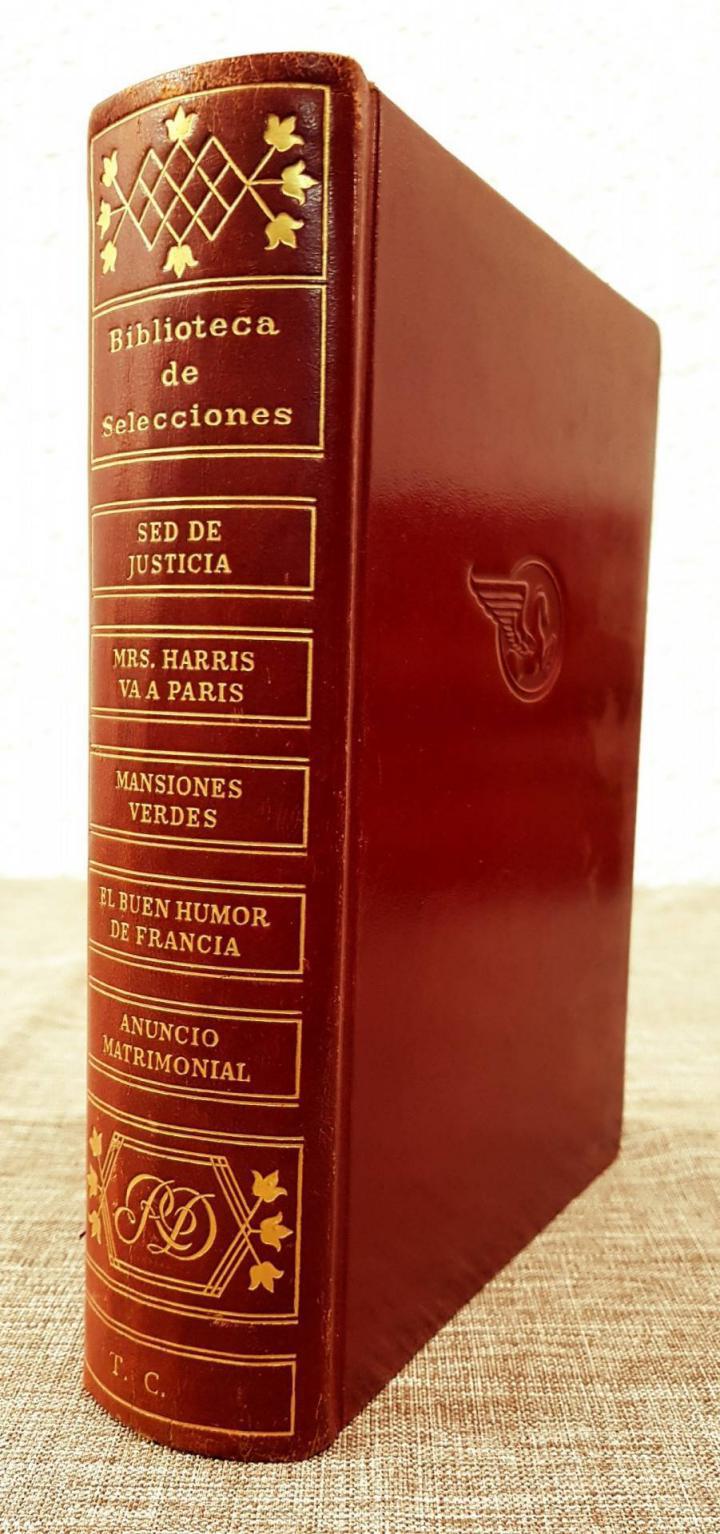 Biblioteca
de
Selecciones
SED DE
JUSTICIA
MRS. HARRIS
VA A PARIS
MANSIONES
VERDES
EL BUEN HUMOR
DE FRANCIA
ANUNCIO
MATRIMONIAL
RD
T. C.